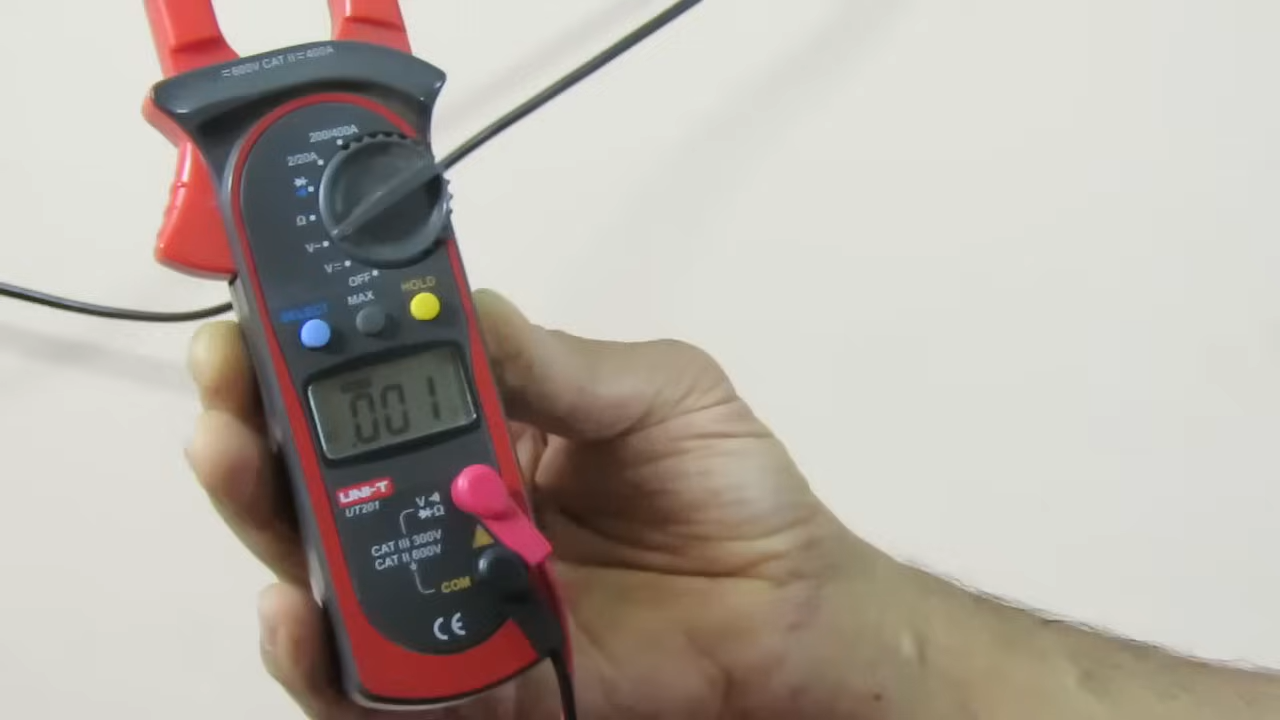 ⎓600V CAT II⎓400A
200/400A
2/20A
Ω
V~
V⎓
OFF
SELECT
MAX
HOLD
.001
UNI-T
UT201
V
Ω
CAT III 300V
CAT II 600V
COM
CE